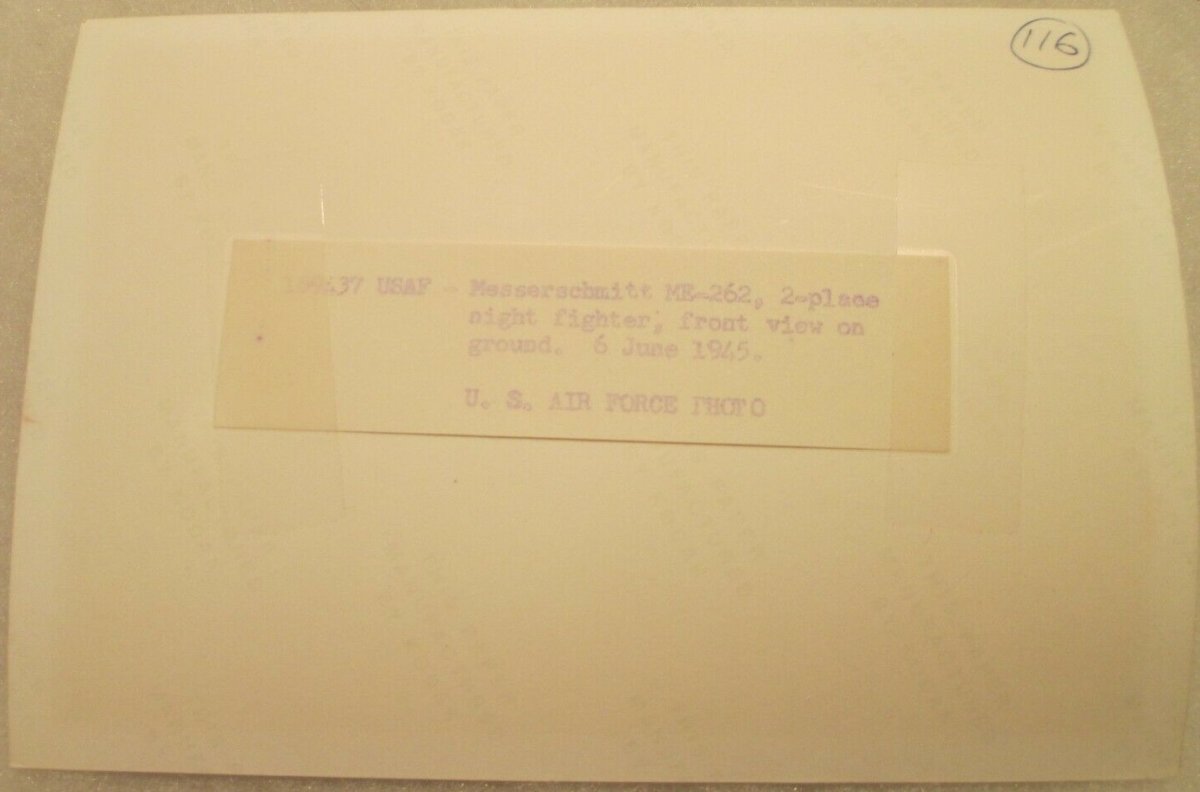 116
USAF - Messerschmitt ME-262, 2-place
night fighter, front view on
ground. 6 June 1945.
U. S. AIR FORCE PHOTO